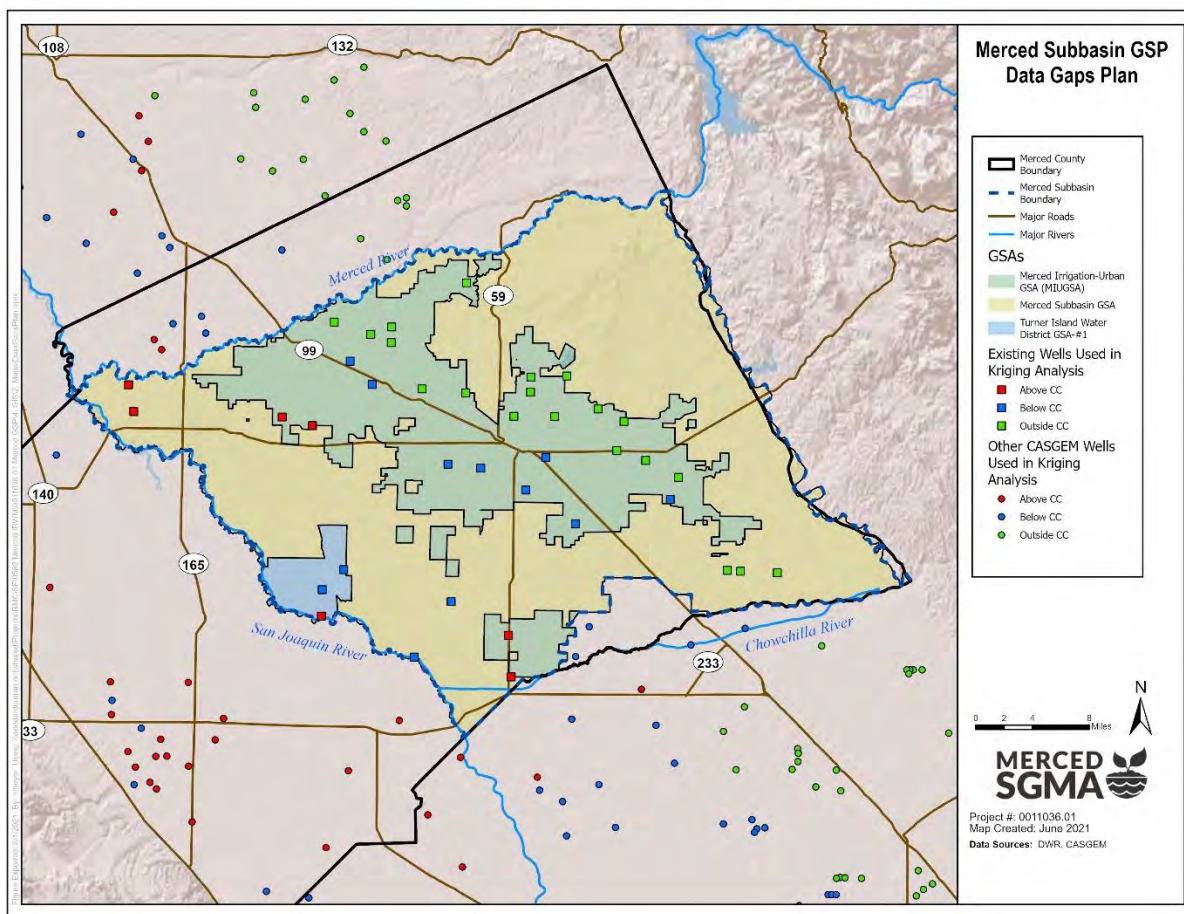 Merced Subbasin GSP
Data Gaps Plan
Merced County
Boundary
Merced Subbasin
Boundary
Major Roads
Major Rivers
GSAs
Merced Irrigation-Urban
GSA (MIUGSA)
Merced Subbasin GSA
Turner Island Water
District GSA-#1
Existing Wells Used in
Kriging Analysis
Above CC
Below CC
Outside CC
Other CASGEM Wells
Used in Kriging
Analysis
Above CC
Below CC
Outside CC
N
0 2 4 8 Miles
MERCED
SGMA
Project #: 0011036.01
Map Created: June 2021
Data Sources: DWR, CASGEM
108
132
Merced River
59
99
140
165
San Joaquin River
Chowchilla River
233
33